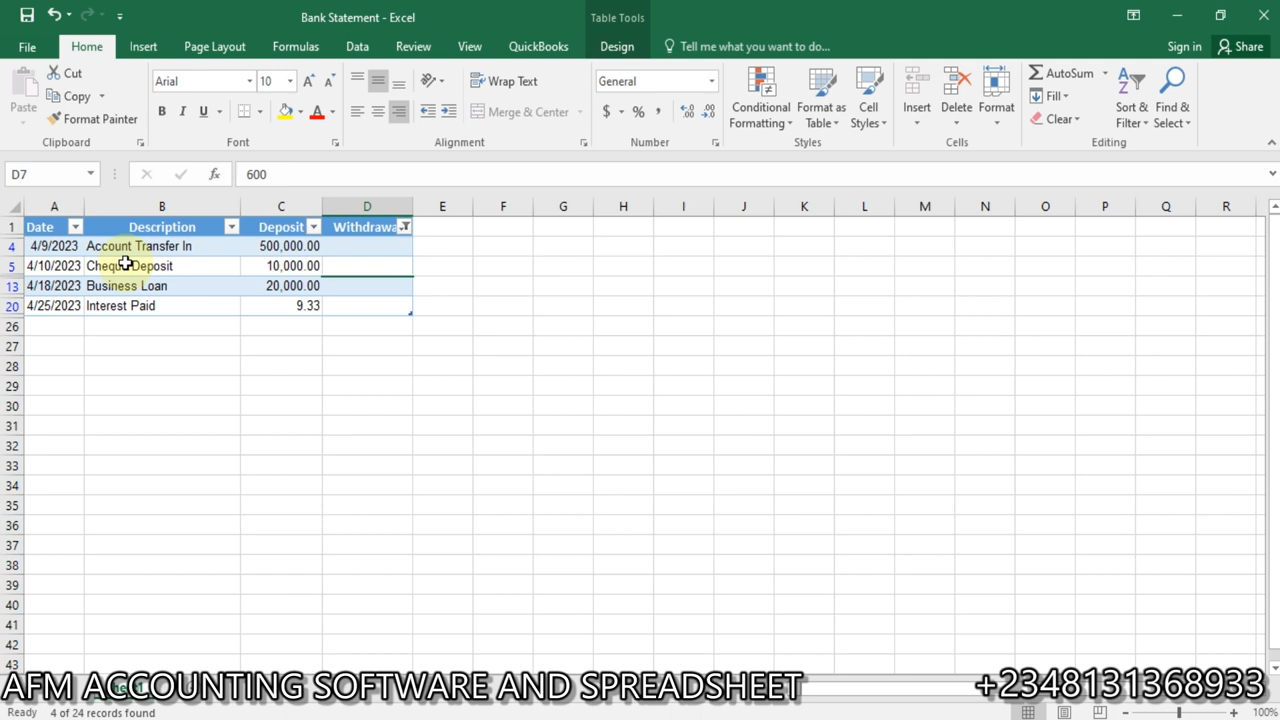 Bank Statement - Excel
Table Tools
File Home Insert Page Layout Formulas Data Review View QuickBooks Design Tell me what you want to do... Sign in Share
Paste
Cut
Copy
Format Painter
Clipboard
Arial 10
B I U
Font
Wrap Text
Merge & Center
Alignment
General
$ % ,
Number
Conditional Formatting
Format as Table
Cell Styles
Styles
Insert Delete Format
Cells
AutoSum
Fill
Clear
Sort & Filter
Find & Select
Editing
D7 fx 600
A B C D E F G H I J K L M N O P Q R
1 Date Description Deposit Withdrawa
4 4/9/2023 Account Transfer In 500,000.00
5 4/10/2023 Cheque Deposit 10,000.00
13 4/18/2023 Business Loan 20,000.00
20 4/25/2023 Interest Paid 9.33
26
27
28
29
30
31
32
33
34
35
36
37
38
39
40
41
42
43
AFM ACCOUNTING SOFTWARE AND SPREADSHEET +2348131368933
Ready 4 of 24 records found 100%